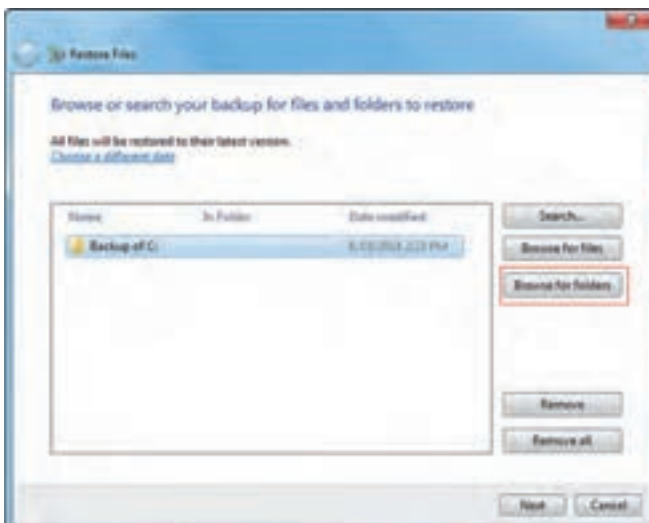 Restore Files
Browse or search your backup for files and folders to restore
All files will be restored to their latest version.
Choose a different date
Name In Folder Date modified Search...
Backup of C: Browse for files
Browse for folders
Remove
Remove all
Next Cancel